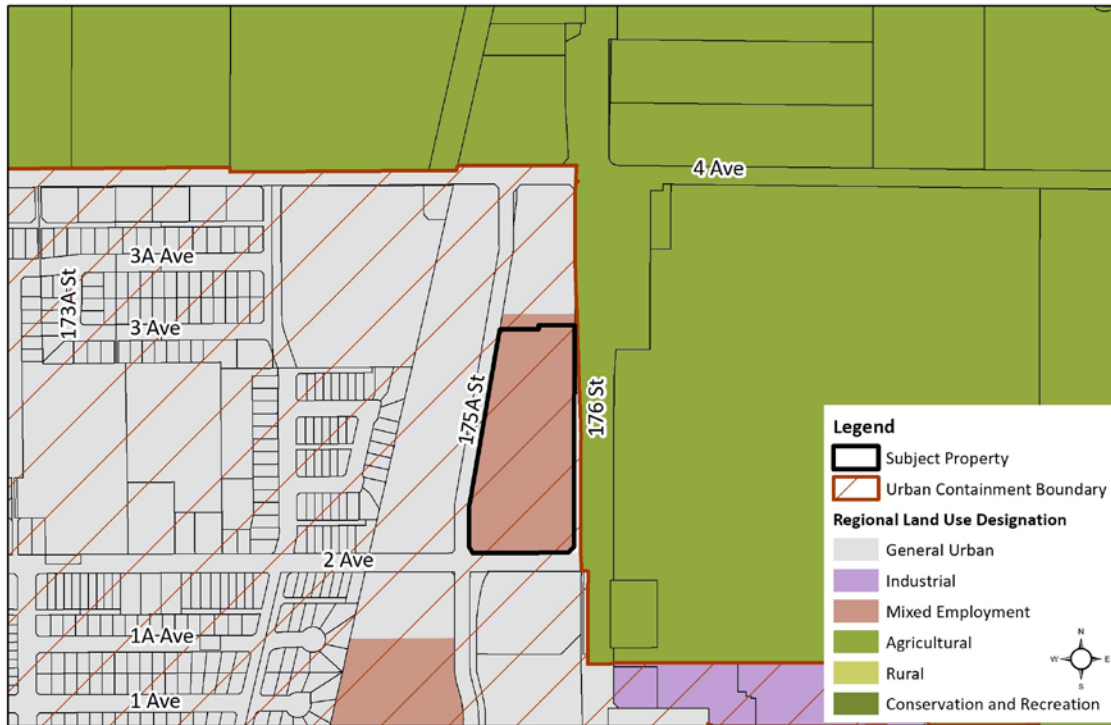 4 Ave
3A Ave
173A St
3 Ave
175A St
176 St
2 Ave
1A Ave
1 Ave
Legend
Subject Property
Urban Containment Boundary
Regional Land Use Designation
General Urban
Industrial
Mixed Employment
Agricultural
Rural
Conservation and Recreation
N
W E
S